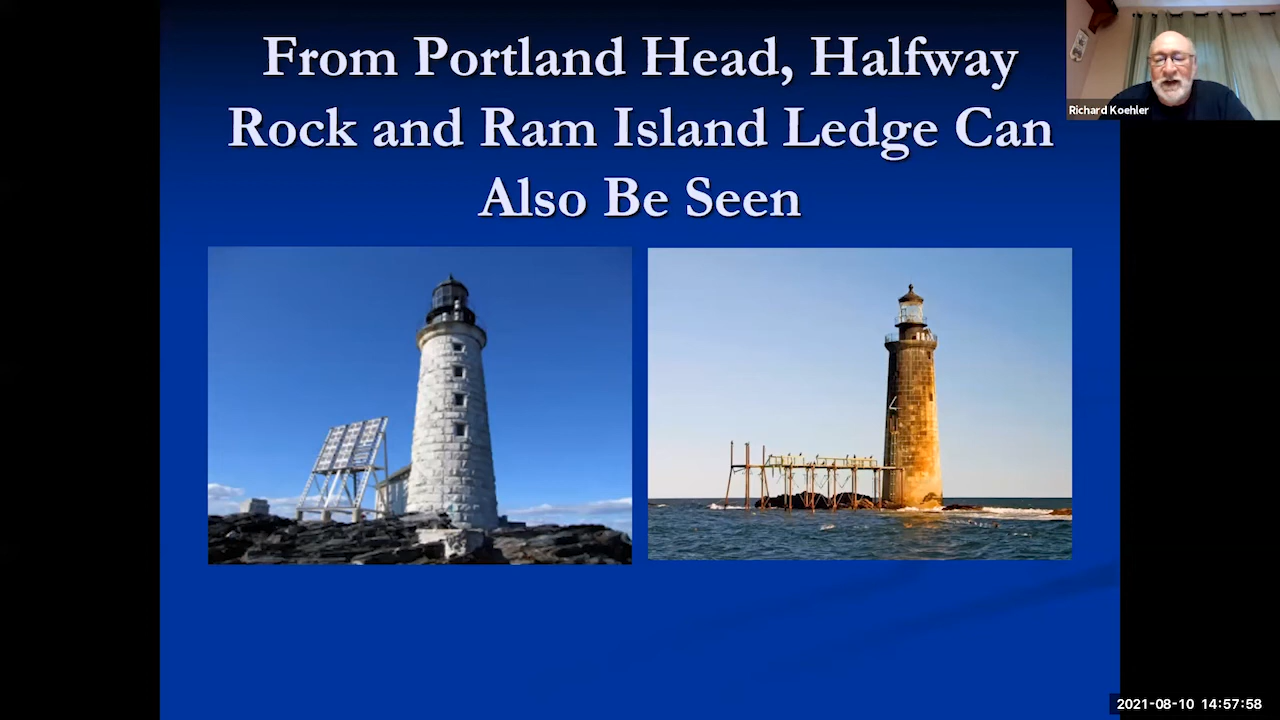 From Portland Head, Halfway
Rock and Ram Island Ledge Can
Also Be Seen
Richard Koehler
2021-08-10 14:57:58